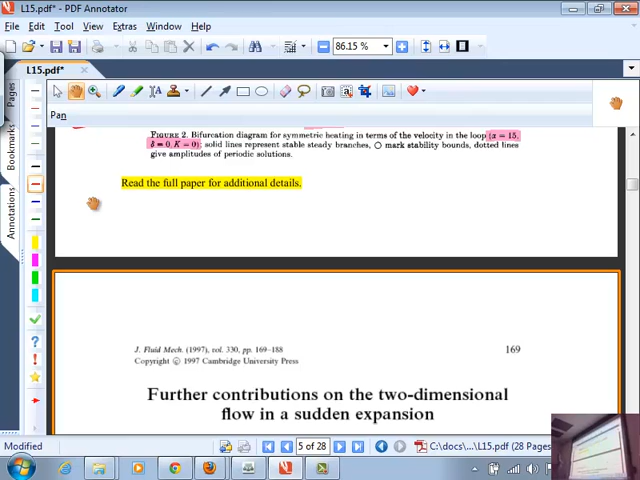 L15.pdf* - PDF Annotator
File Edit Tool View Extras Window Help
86.15%
L15.pdf*
Pan
Pages
Bookmarks
Annotations
FIGURE 2. Bifurcation diagram for symmetric heating in terms of the velocity in the loop (α = 15,
δ = 0, K = 0); solid lines represent stable steady branches, ○ mark stability bounds, dotted lines
give amplitudes of periodic solutions.
Read the full paper for additional details.
J. Fluid Mech. (1997), vol. 330, pp. 169–188
169
Copyright © 1997 Cambridge University Press
Further contributions on the two-dimensional
flow in a sudden expansion
Modified
5 of 28
C:\docs\...\L15.pdf (28 Pages)